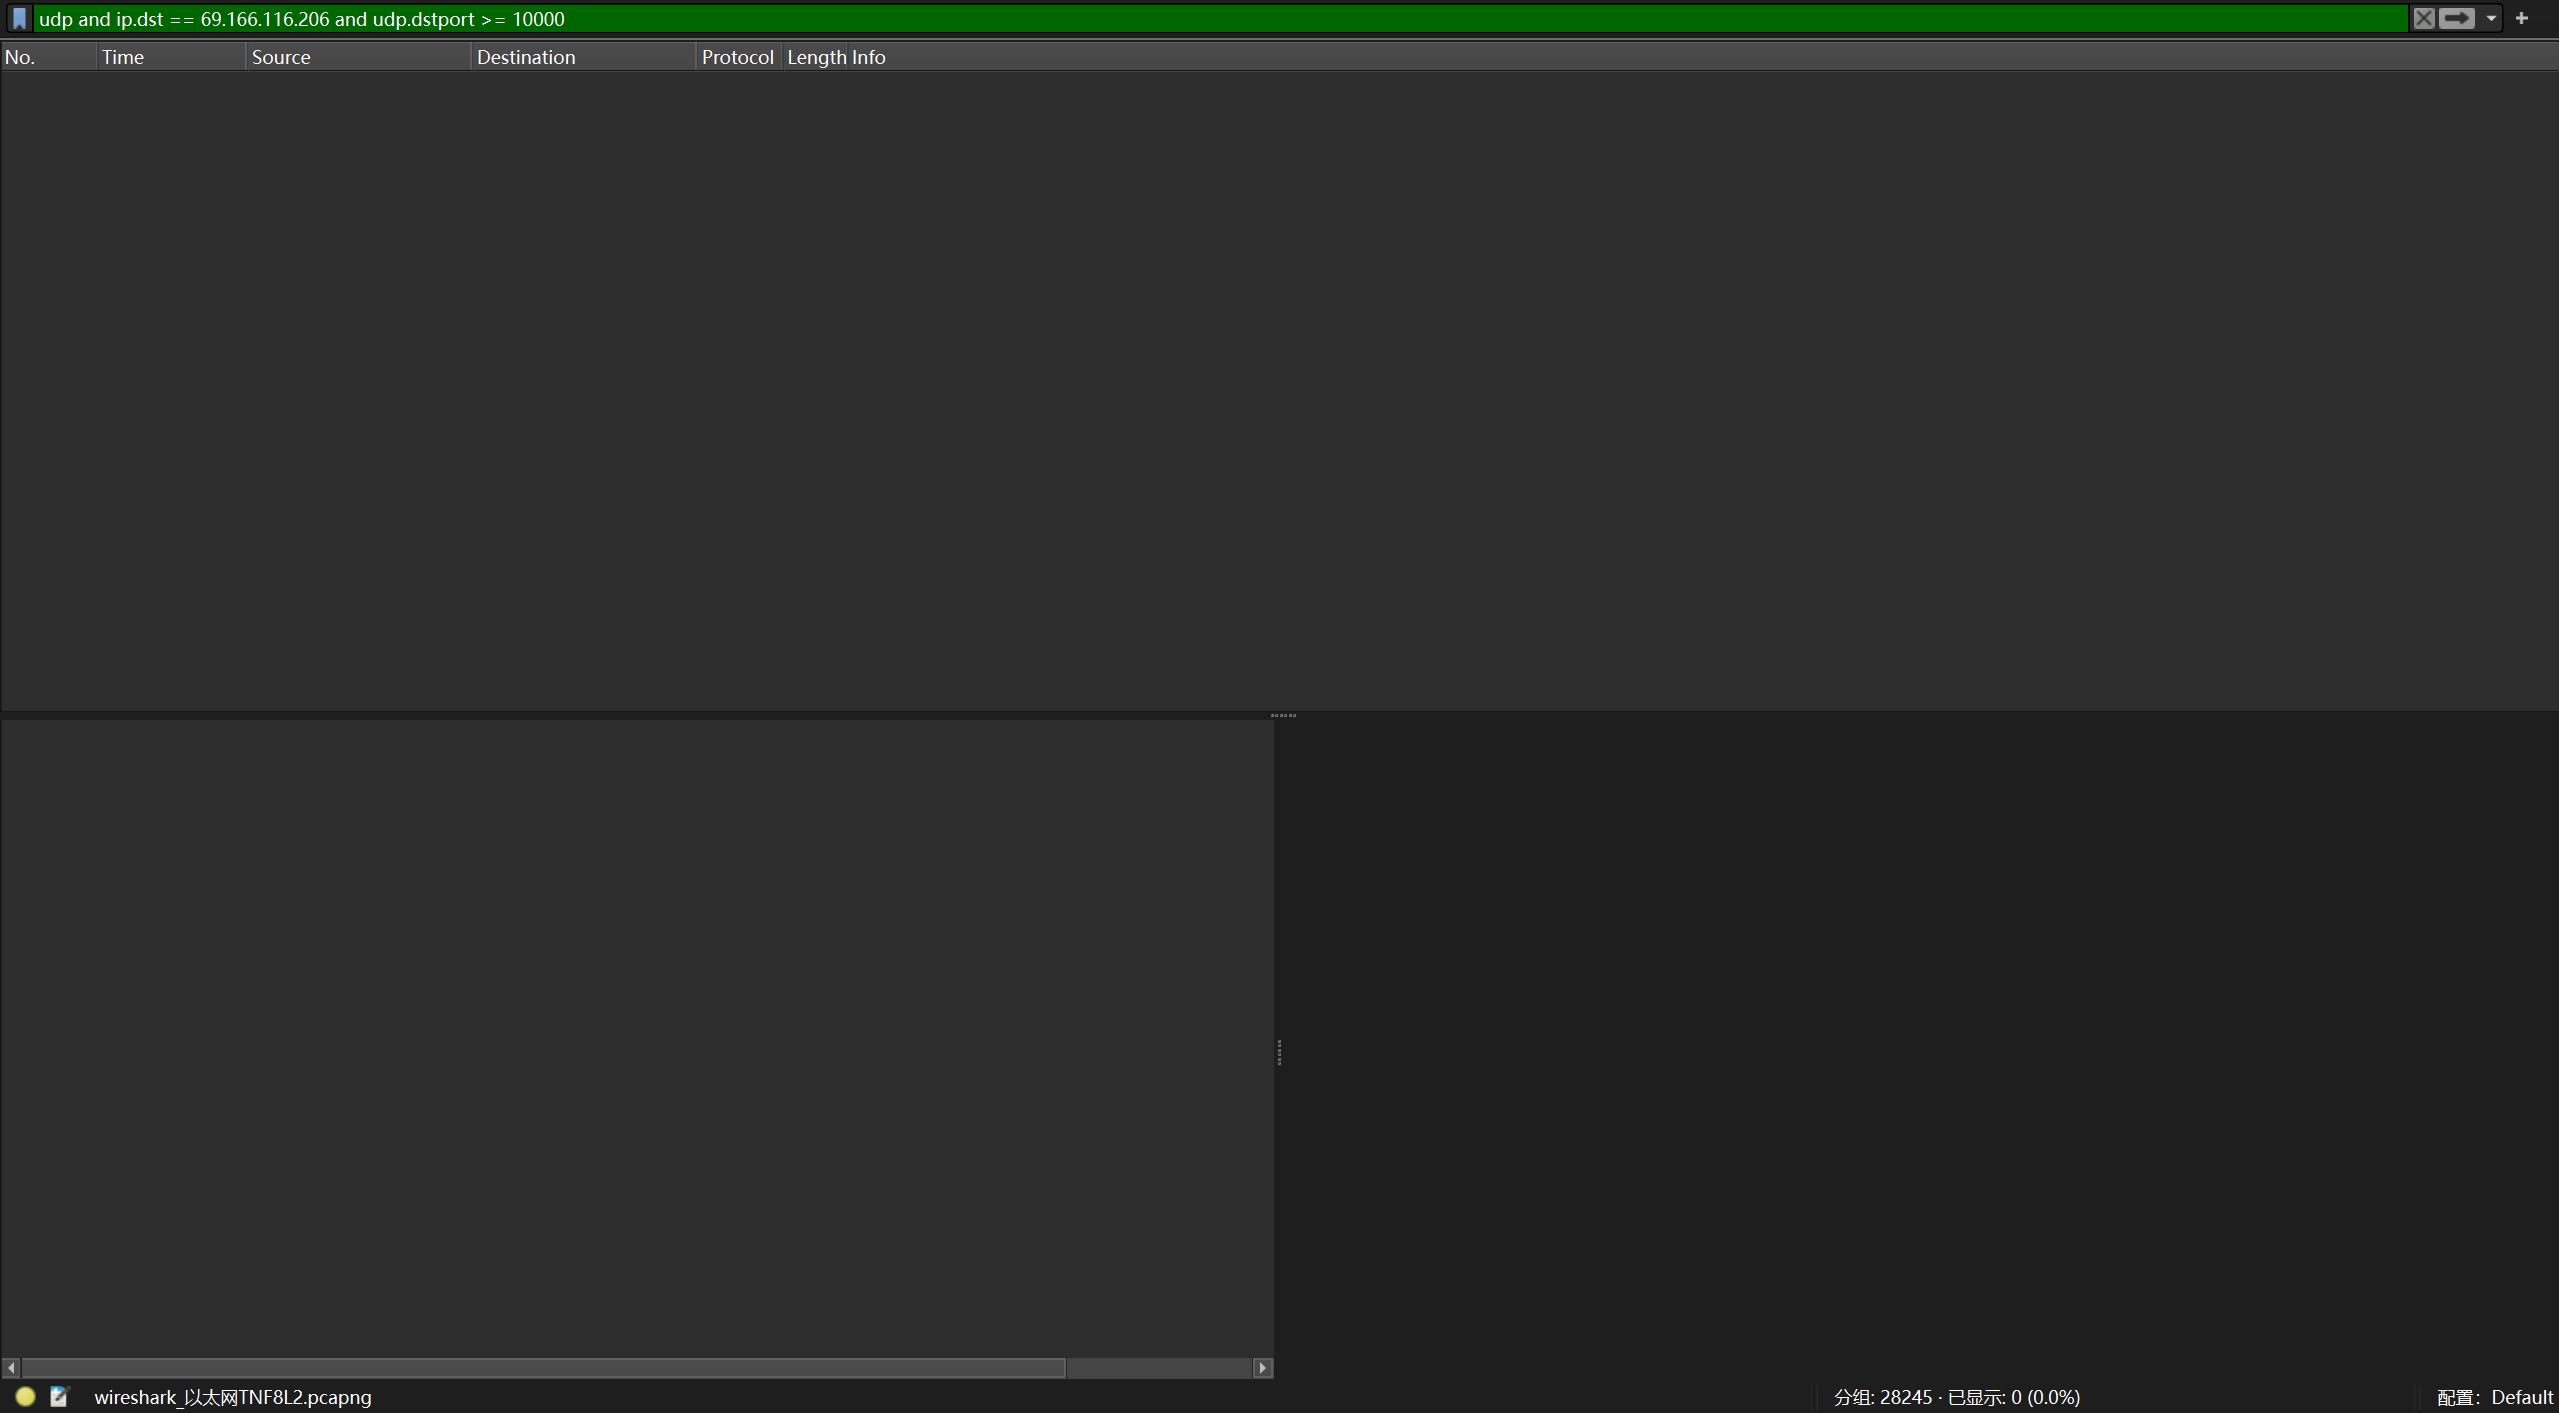 udp and ip.dst == 69.166.116.206 and udp.dstport >= 10000
No. Time Source Destination Protocol Length Info
wireshark_以太网TNF8L2.pcapng 分组: 28245 · 已显示: 0 (0.0%) 配置: Default